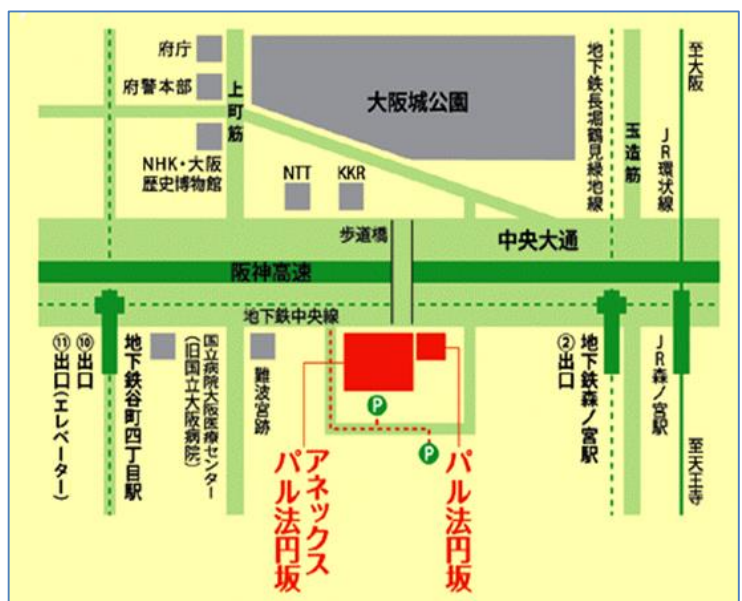 府庁
府警本部
NHK・大阪
歴史博物館
上町筋
大阪城公園
NTT
KKR
地下鉄長堀鶴見緑地線
玉造筋
JR環状線
至大阪
歩道橋
中央大通
阪神高速
地下鉄中央線
⑪出口(エレベーター)
⑩出口
地下鉄谷町四丁目駅
国立病院大阪医療センター
(旧国立大阪病院)
難波宮跡
P
P
アネックス
パル法円坂
パル法円坂
②出口
地下鉄森ノ宮駅
JR森ノ宮駅
至天王寺